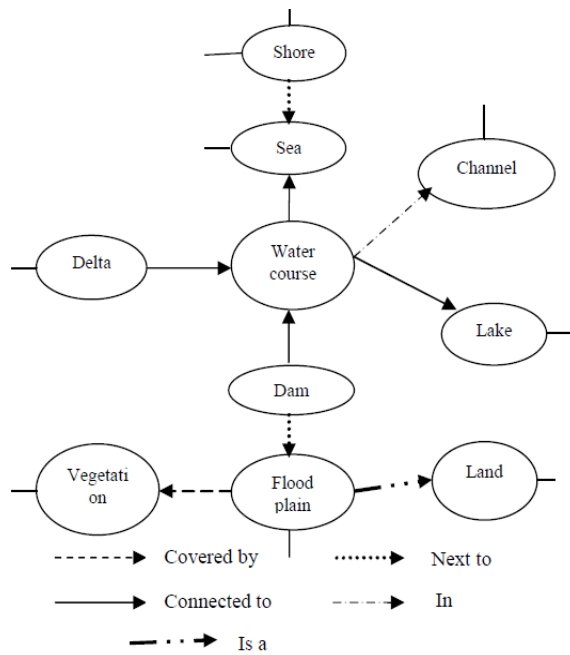 Shore
Sea
Channel
Delta
Water
course
Lake
Dam
Vegetati
on
Flood
plain
Land
Covered by
Next to
Connected to
In
Is a